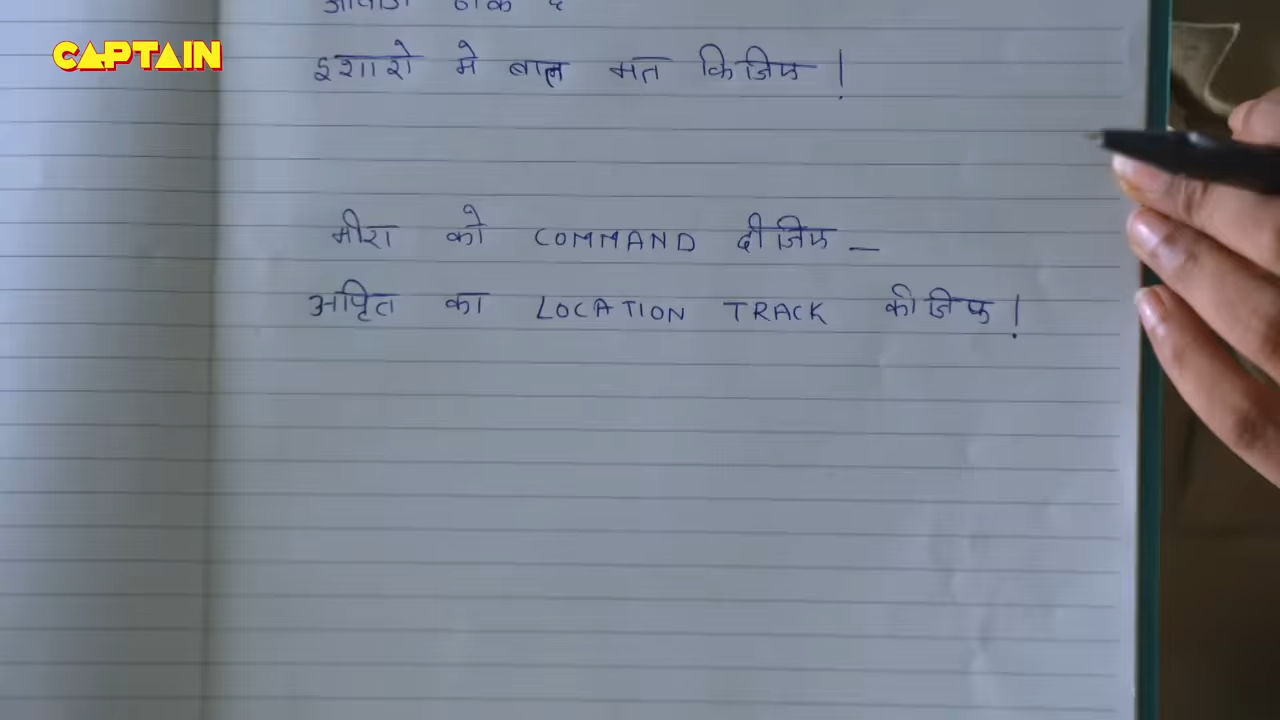 CAPTAIN
इशारो मे बात मत किजिए !
मीरा को COMMAND दीजिए _
अर्पित का LOCATION TRACK कीजिए !